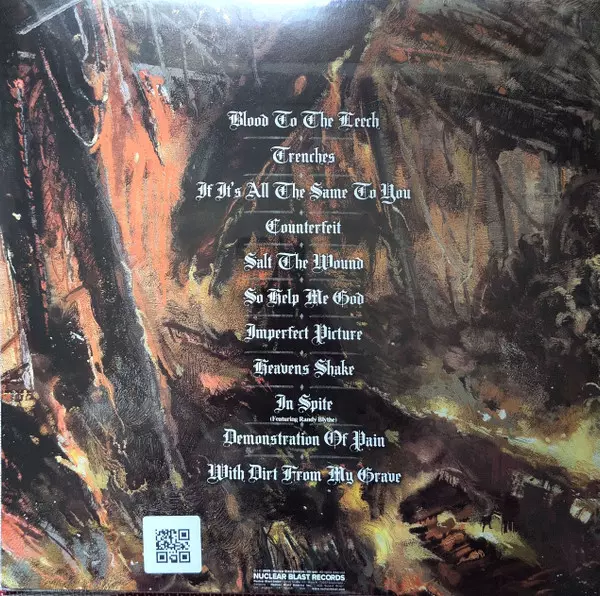 Blood To The Leech
Trenches
If It's All The Same To You
Counterfeit
Salt The Wound
So Help Me God
Imperfect Picture
Heavens Shake
In Spite
(Featuring Randy Blythe)
Demonstration Of Pain
With Dirt From My Grave
NUCLEAR BLAST RECORDS